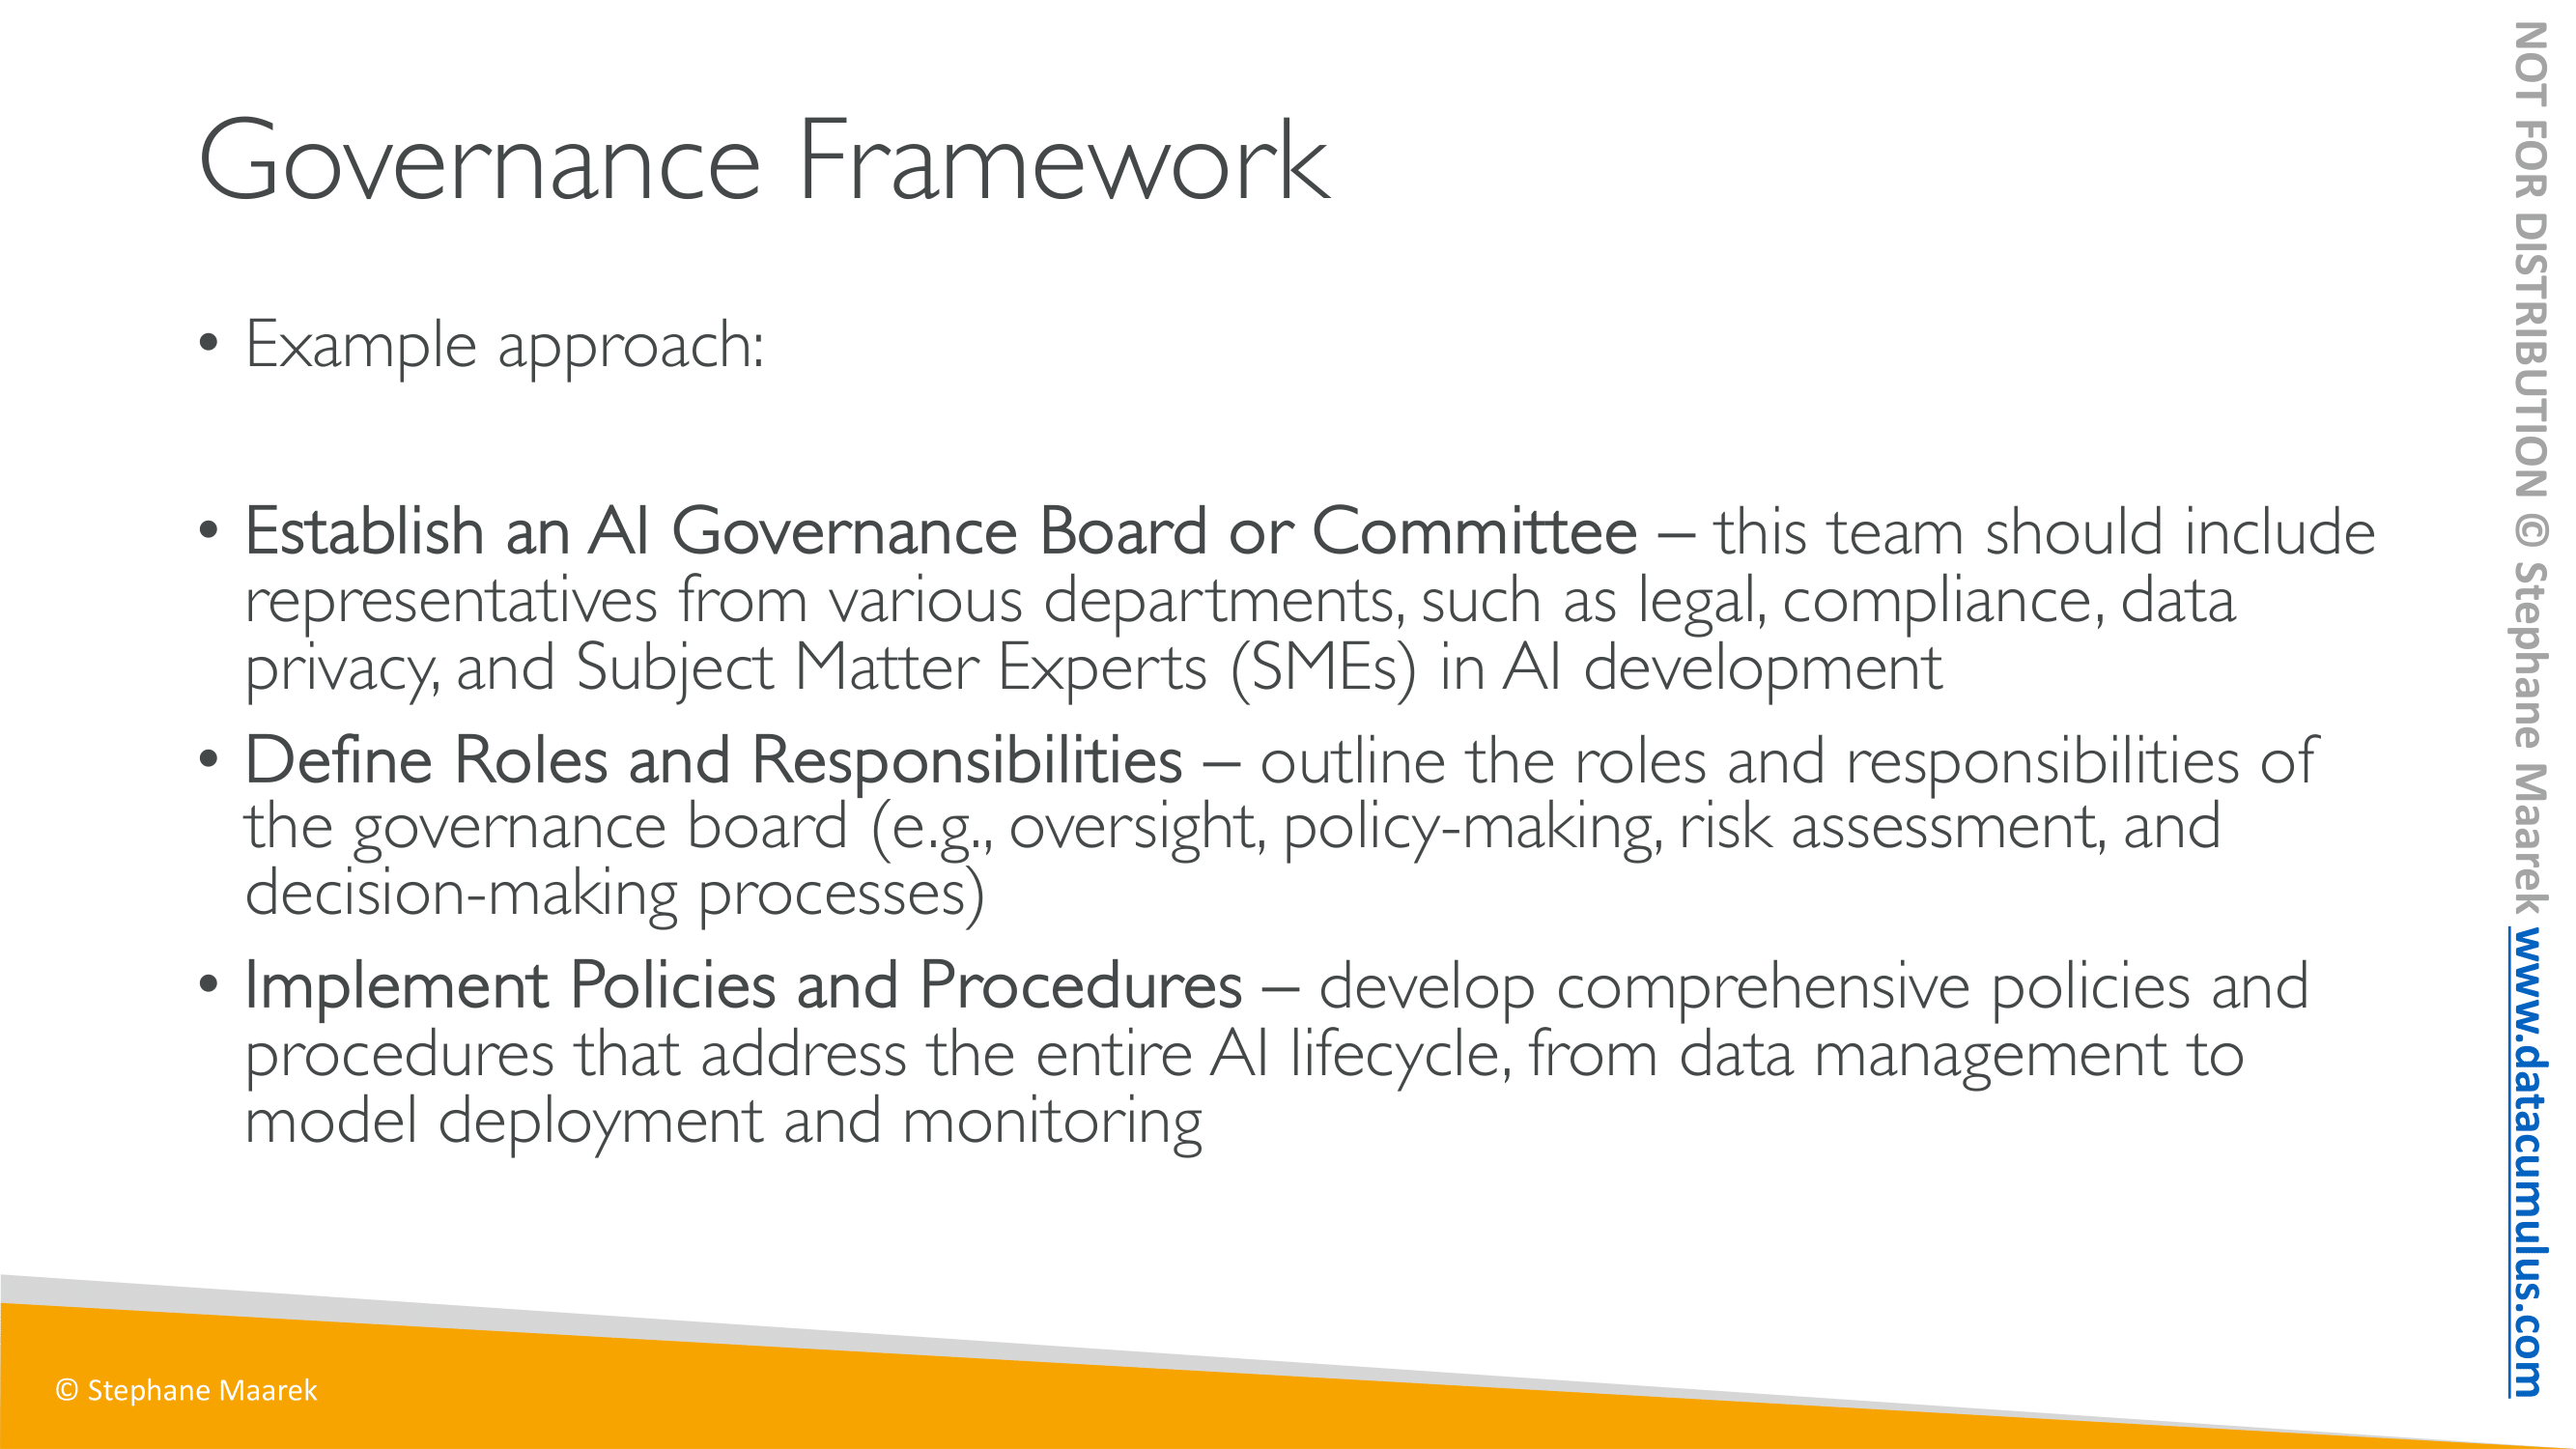 Governance Framework
• Example approach:
• Establish an AI Governance Board or Committee – this team should include
representatives from various departments, such as legal, compliance, data
privacy, and Subject Matter Experts (SMEs) in AI development
• Define Roles and Responsibilities – outline the roles and responsibilities of
the governance board (e.g., oversight, policy-making, risk assessment, and
decision-making processes)
• Implement Policies and Procedures – develop comprehensive policies and
procedures that address the entire AI lifecycle, from data management to
model deployment and monitoring
© Stephane Maarek
NOT FOR DISTRIBUTION © Stephane Maarek www.datacumulus.com